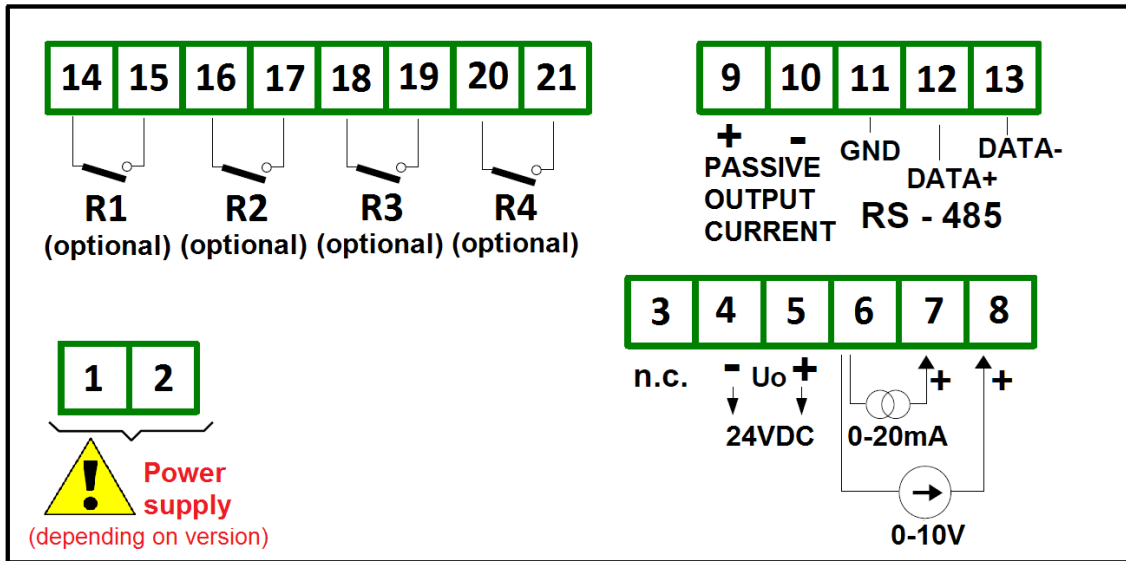 14 15 16 17 18 19 20 21
R1 R2 R3 R4
(optional) (optional) (optional) (optional)
9 10 11 12 13
+ -
GND DATA-
PASSIVE
DATA+
OUTPUT
RS - 485
CURRENT
3 4 5 6 7 8
n.c. - Uo + + +
24VDC 0-20mA
0-10V
1 2
!
Power
supply
(depending on version)